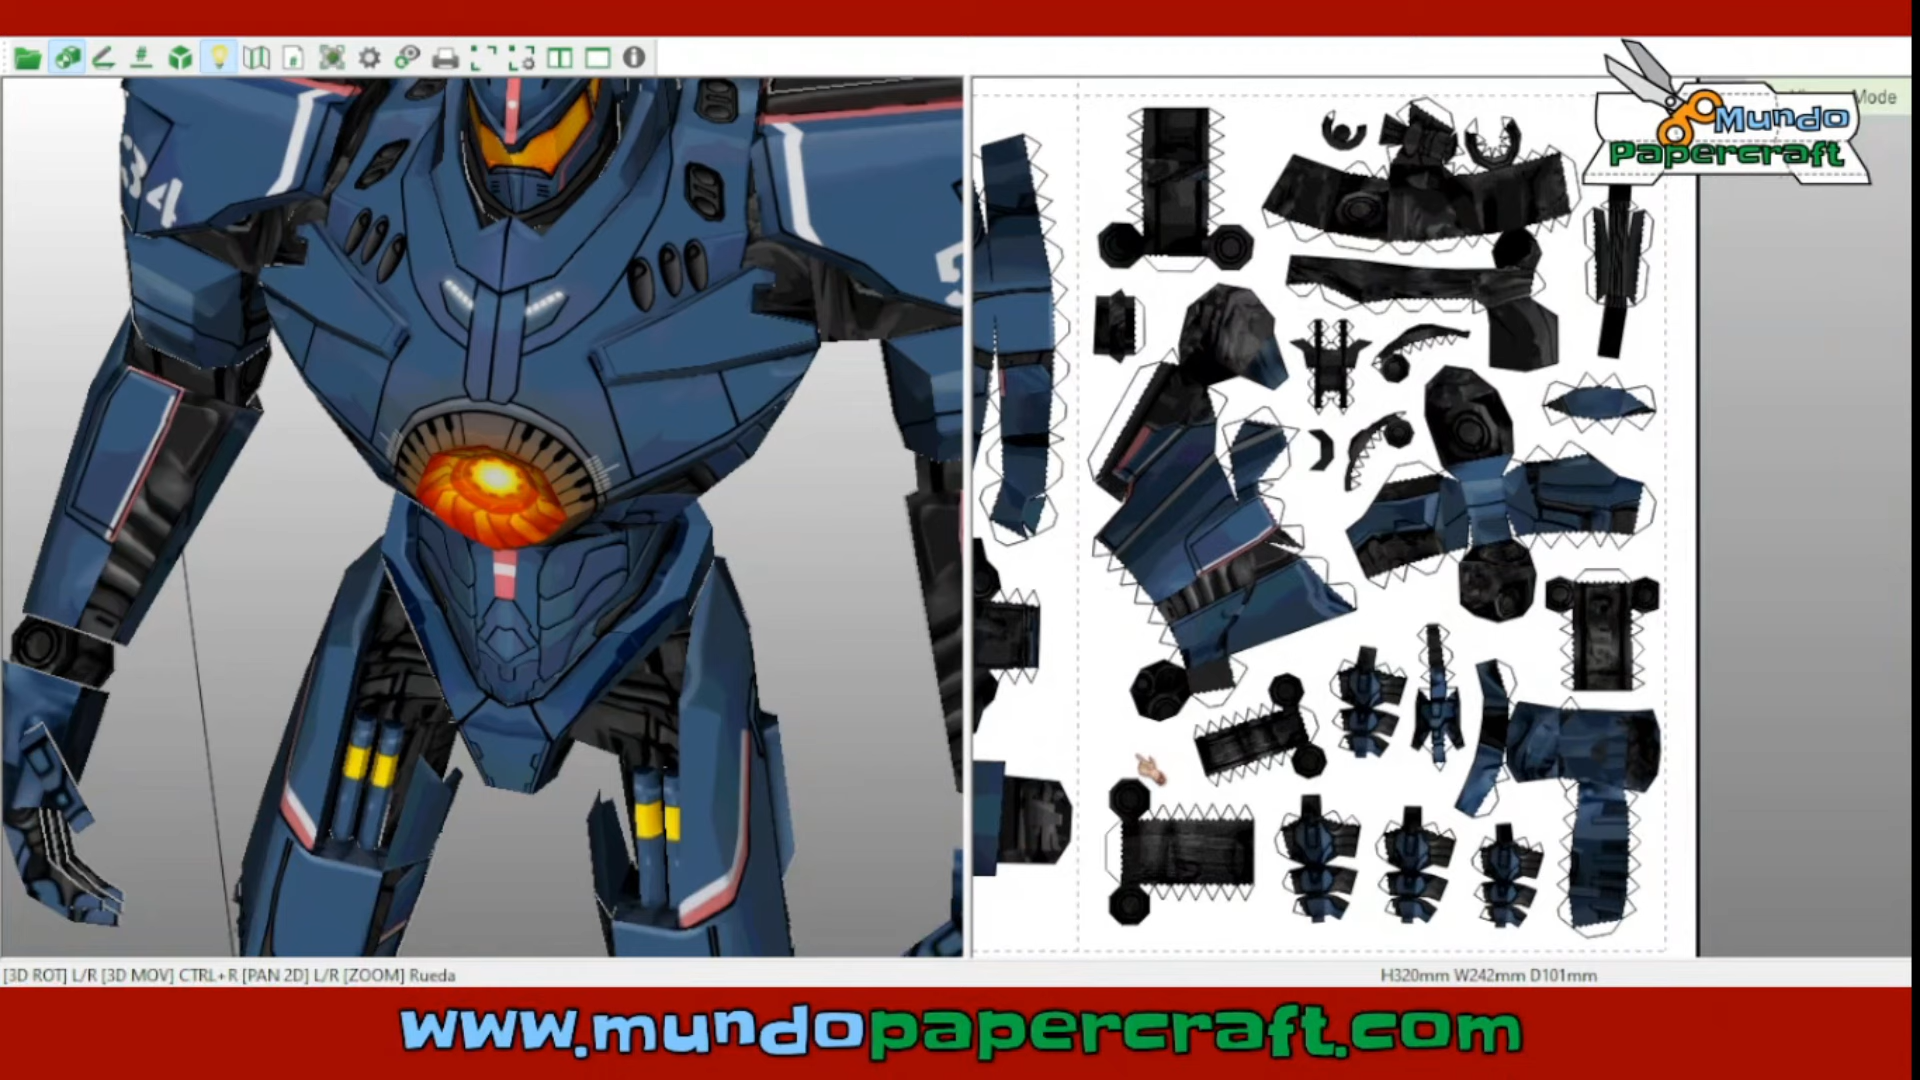 Mode
Mundo
Papercraft
34
[3D ROT] L/R [3D MOV] CTRL+R [PAN 2D] L/R [ZOOM] Rueda
H320mm W242mm D101mm
www.mundopapercraft.com